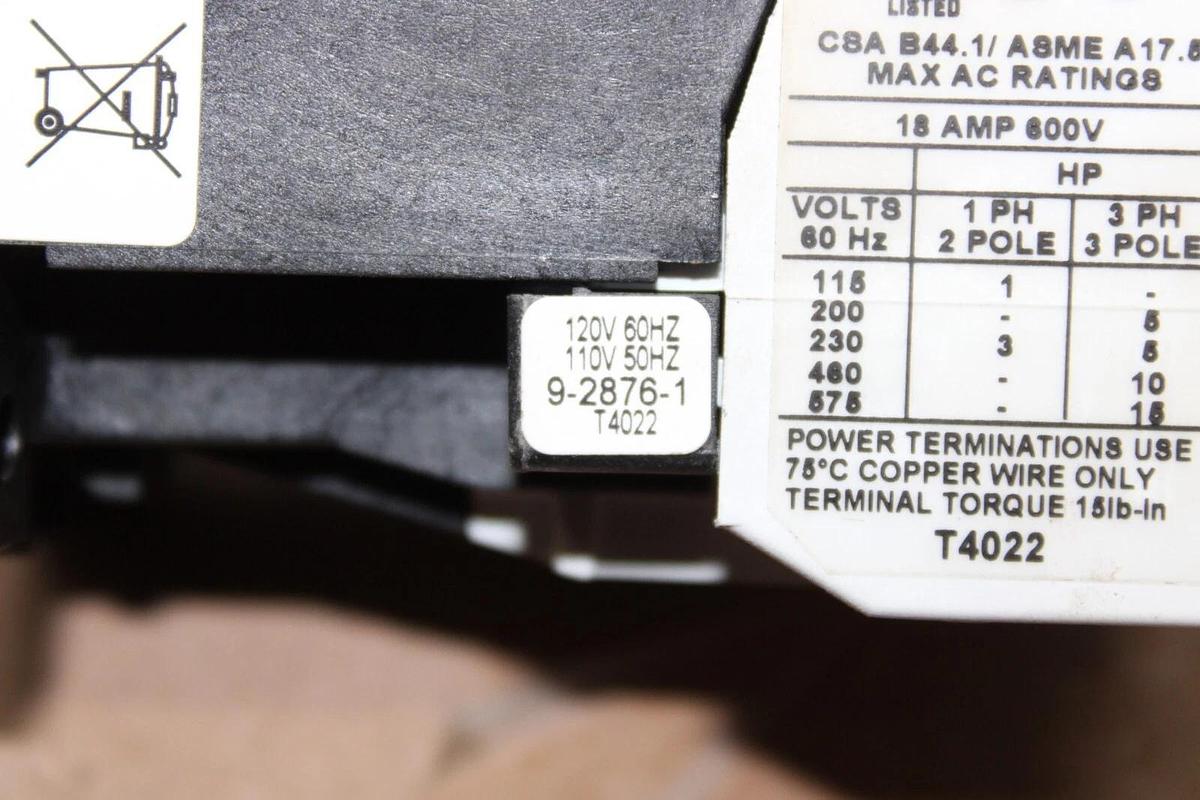 LISTED
CSA B44.1/ ASME A17.5
MAX AC RATINGS
18 AMP 600V
HP
VOLTS 60 Hz
1 PH 2 POLE
3 PH 3 POLE
115 1 -
200 - 5
230 3 5
460 - 10
575 - 15
POWER TERMINATIONS USE
75°C COPPER WIRE ONLY
TERMINAL TORQUE 15lb-in
T4022
120V 60HZ
110V 50HZ
9-2876-1
T4022